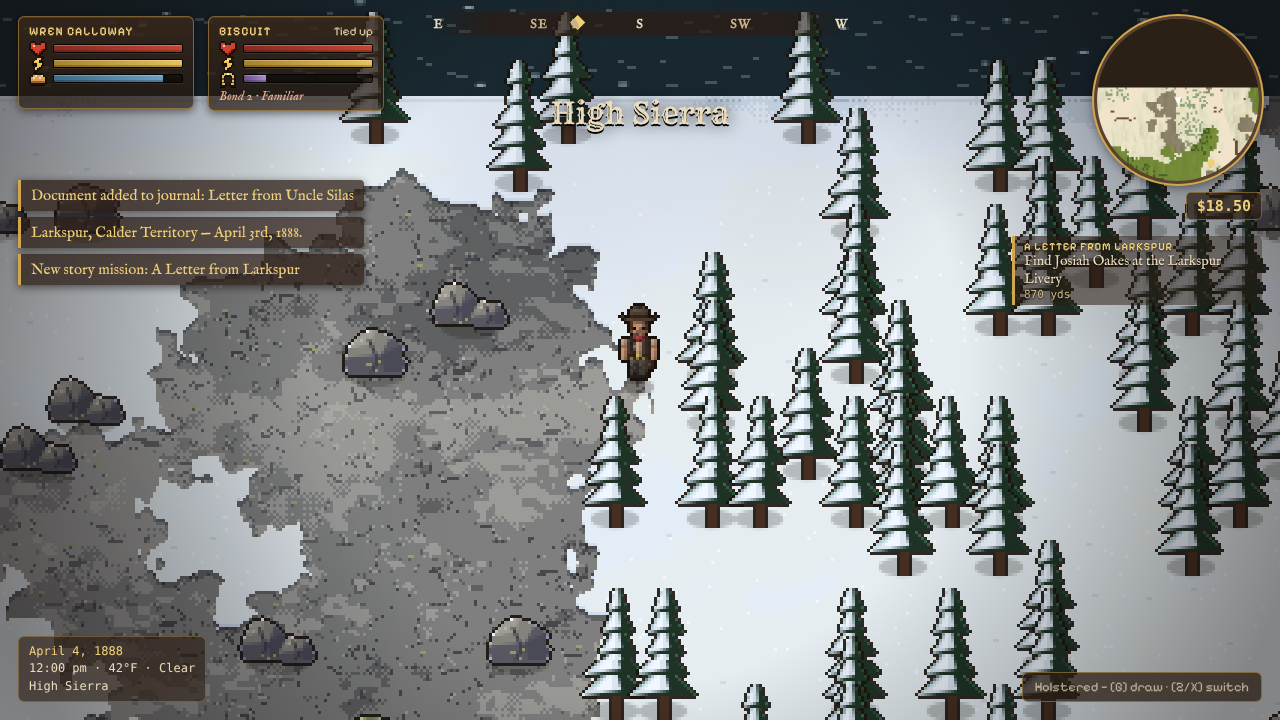 WREN CALLOWAY
BISCUIT Tied up
Bond 2 · Familiar
E SE S SW W
High Sierra
Document added to journal: Letter from Uncle Silas
Larkspur, Calder Territory — April 3rd, 1888.
New story mission: A Letter from Larkspur
$18.50
A LETTER FROM LARKSPUR
Find Josiah Oakes at the Larkspur
Livery
870 yds
April 4, 1888
12:00 pm · 42°F · Clear
High Sierra
Holstered - (G) draw · (Z/X) switch